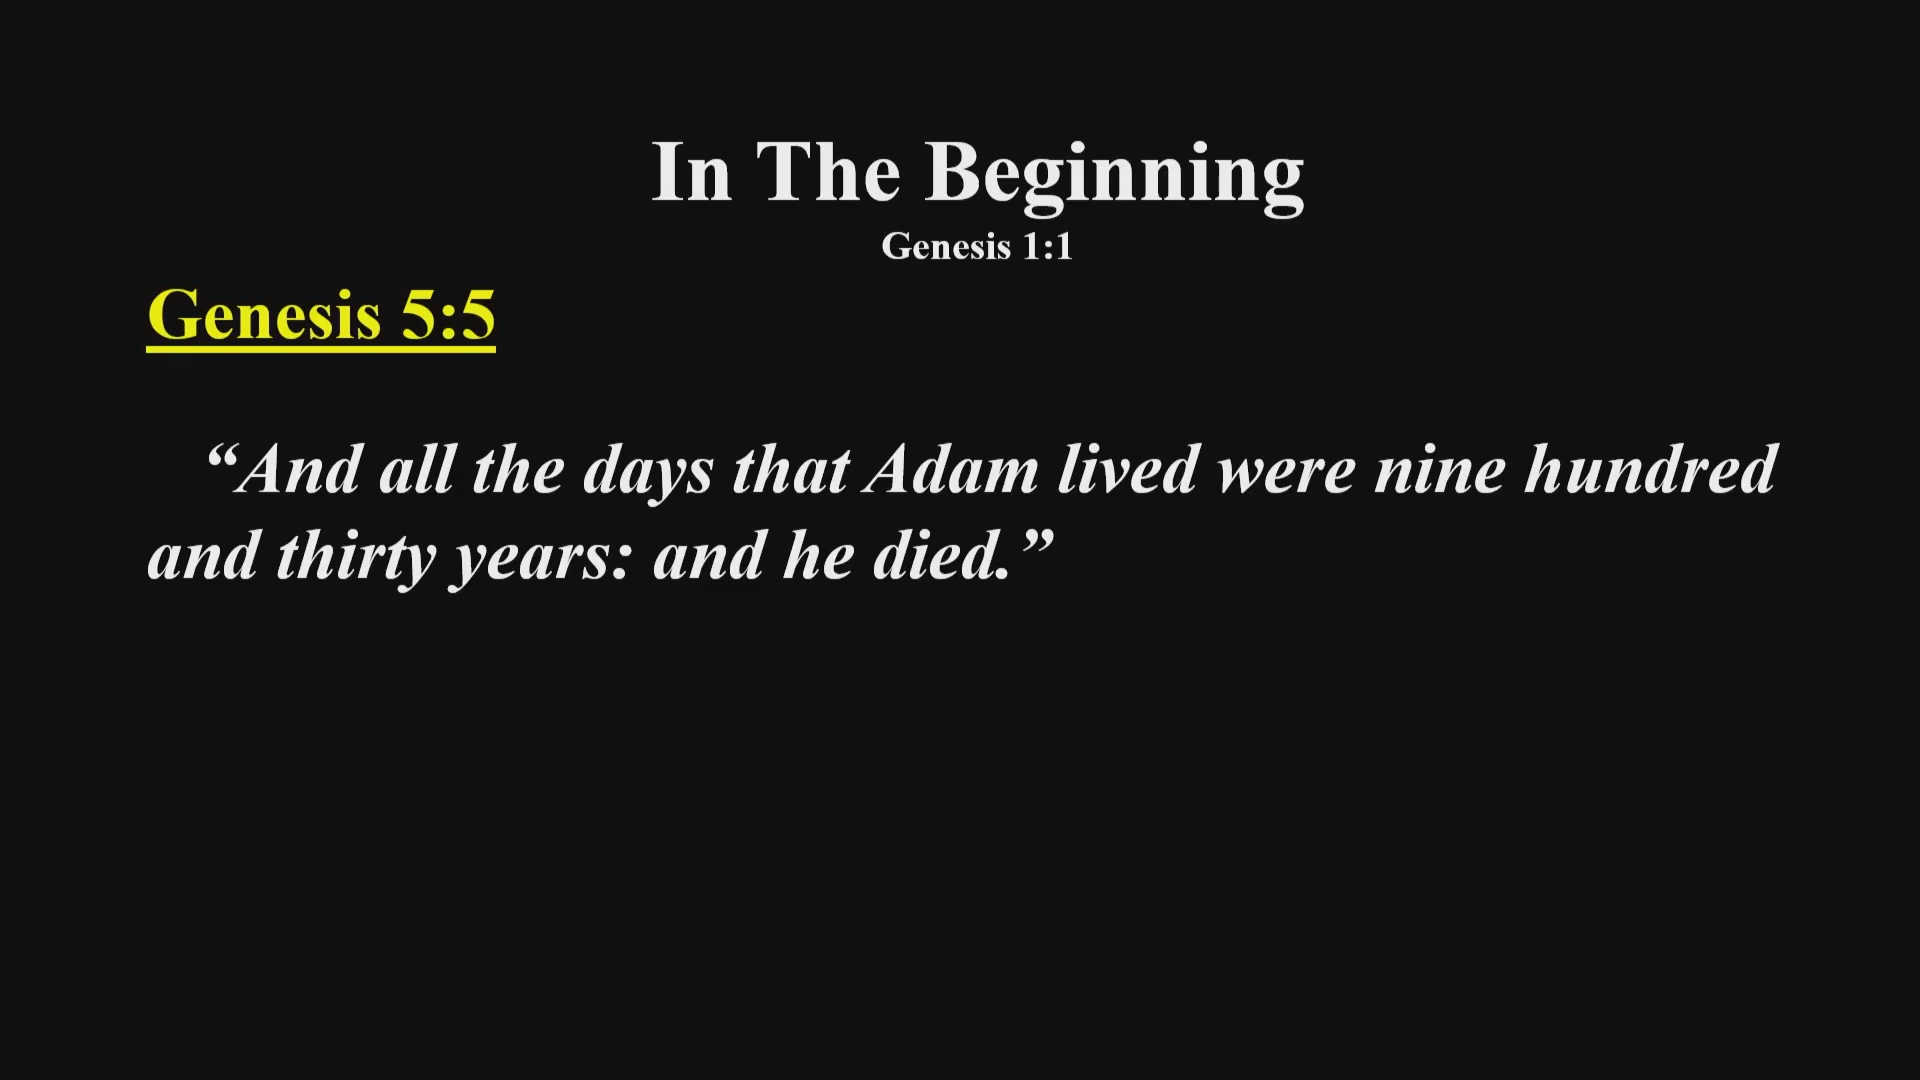 In The Beginning
Genesis 1:1
Genesis 5:5
“And all the days that Adam lived were nine hundred
and thirty years: and he died.”